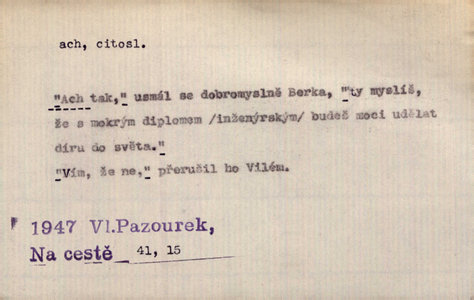 ach, citosl.
"Ach tak," usmál se dobromyslně Berka, "ty myslíš,
že s mokrým diplomem /inženýrským/ budeš moci udělat
díru do světa."
"Vím, že ne," přerušil ho Vilém.
1947 Vl.Pazourek,
Na cestě 41, 15